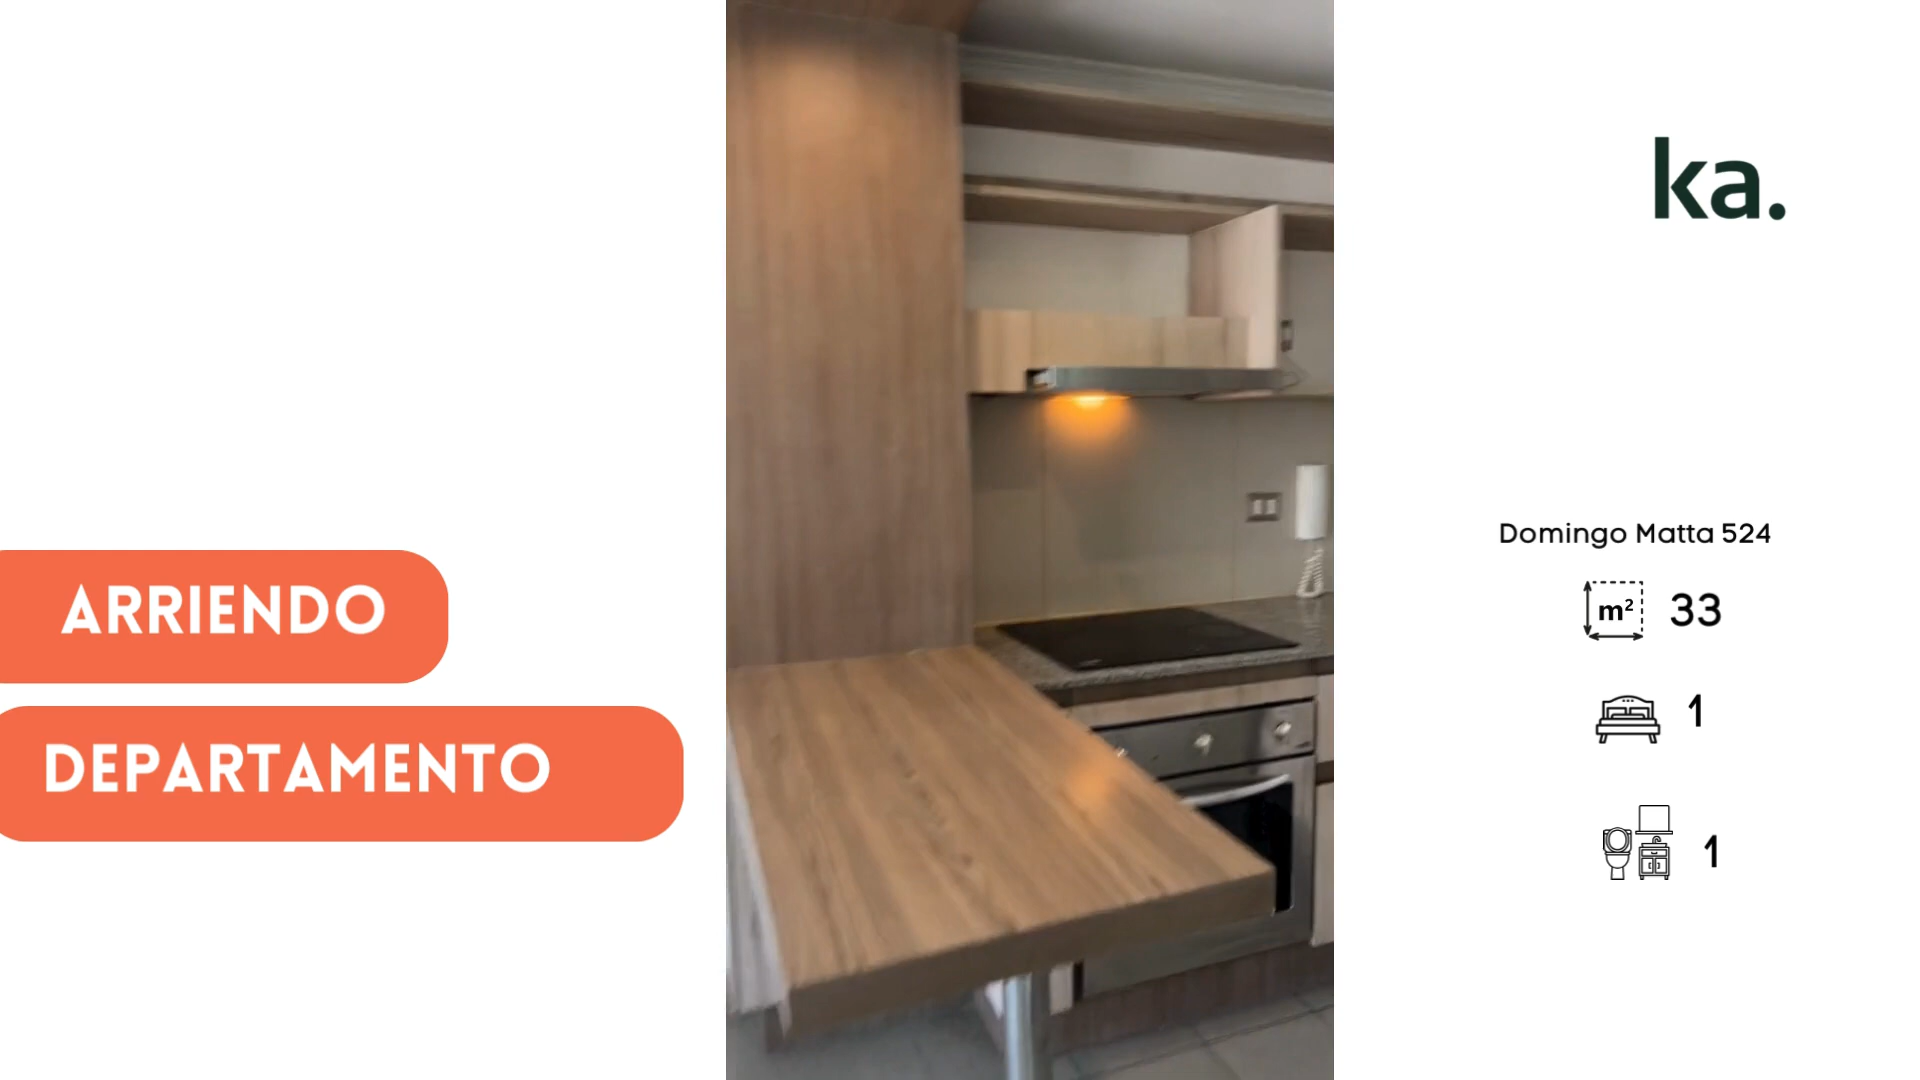 ka.
ARRIENDO
DEPARTAMENTO
Domingo Matta 524
m² 33
1
1